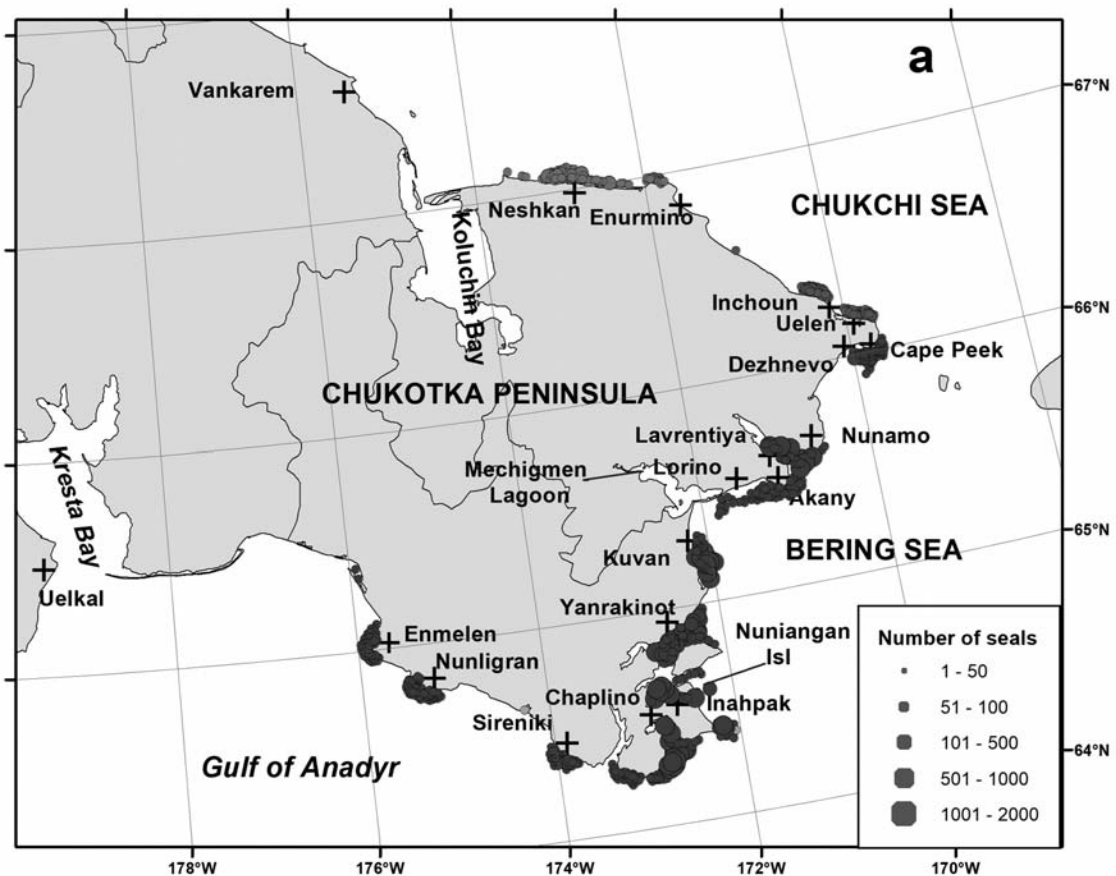 a
67°N
Vankarem
CHUKCHI SEA
Neshkan
Enurmino
Koluchin Bay
Inchoun
66°N
Uelen
Dezhnevo
Cape Peek
CHUKOTKA PENINSULA
Lavrentiya
Nunamo
Mechigmen
Lagoon
Lorino
Akany
Kresta Bay
65°N
BERING SEA
Kuvan
Uelkal
Yanrakinot
Nuniangan
Isl
Enmelen
Nunligran
Chaplino
Inahpak
Sireniki
64°N
Gulf of Anadyr
Number of seals
1 - 50
51 - 100
101 - 500
501 - 1000
1001 - 2000
178°W
176°W
174°W
172°W
170°W